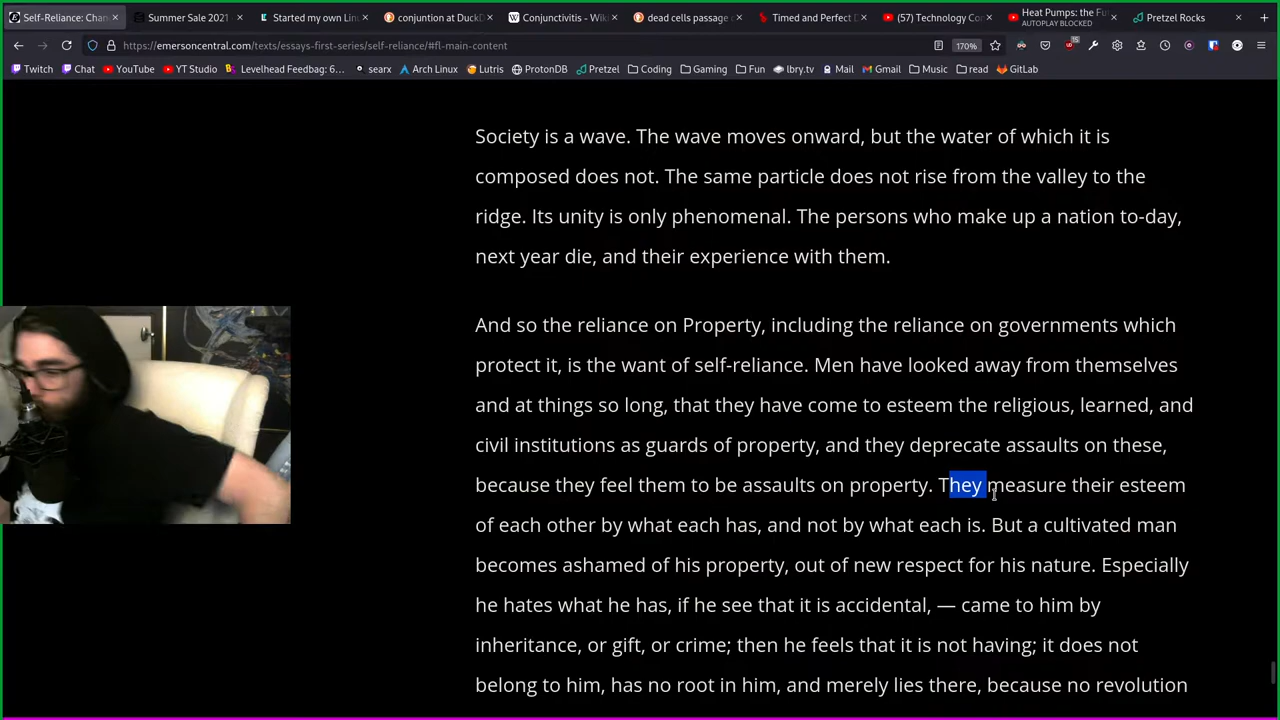 Self-Reliance: Chan
Summer Sale 2021
Started my own Lin
conjuntion at DuckD
Conjunctivitis - Wiki
dead cells passage o
Timed and Perfect D
(57) Technology Con
Heat Pumps: the Fu
AUTOPLAY BLOCKED
Pretzel Rocks
https://emersoncentral.com/texts/essays-first-series/self-reliance/#fl-main-content
170%
15
Twitch Chat YouTube YT Studio Levelhead Feedbag: 6… searx Arch Linux Lutris ProtonDB Pretzel Coding Gaming Fun lbry.tv Mail Gmail Music read GitLab
Society is a wave. The wave moves onward, but the water of which it is
composed does not. The same particle does not rise from the valley to the
ridge. Its unity is only phenomenal. The persons who make up a nation to-day,
next year die, and their experience with them.
And so the reliance on Property, including the reliance on governments which
protect it, is the want of self-reliance. Men have looked away from themselves
and at things so long, that they have come to esteem the religious, learned, and
civil institutions as guards of property, and they deprecate assaults on these,
because they feel them to be assaults on property. They measure their esteem
of each other by what each has, and not by what each is. But a cultivated man
becomes ashamed of his property, out of new respect for his nature. Especially
he hates what he has, if he see that it is accidental, — came to him by
inheritance, or gift, or crime; then he feels that it is not having; it does not
belong to him, has no root in him, and merely lies there, because no revolution